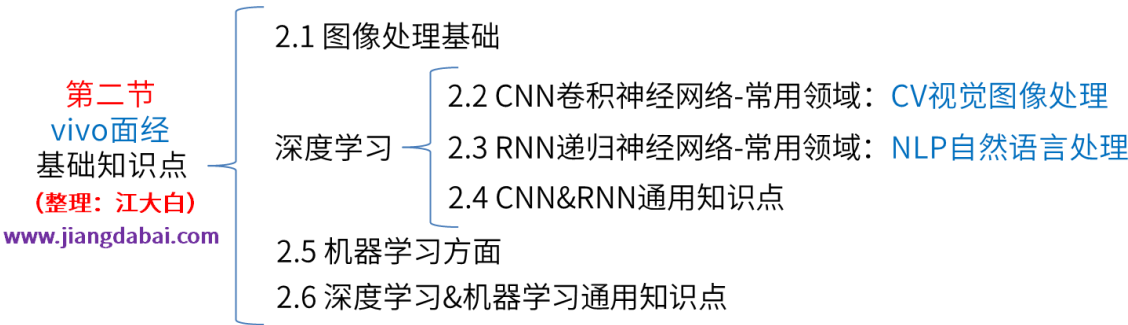 第二节
vivo面经
基础知识点
（整理：江大白）
www.jiangdabai.com
2.1 图像处理基础
深度学习
2.2 CNN卷积神经网络-常用领域：CV视觉图像处理
2.3 RNN递归神经网络-常用领域：NLP自然语言处理
2.4 CNN&RNN通用知识点
2.5 机器学习方面
2.6 深度学习&机器学习通用知识点